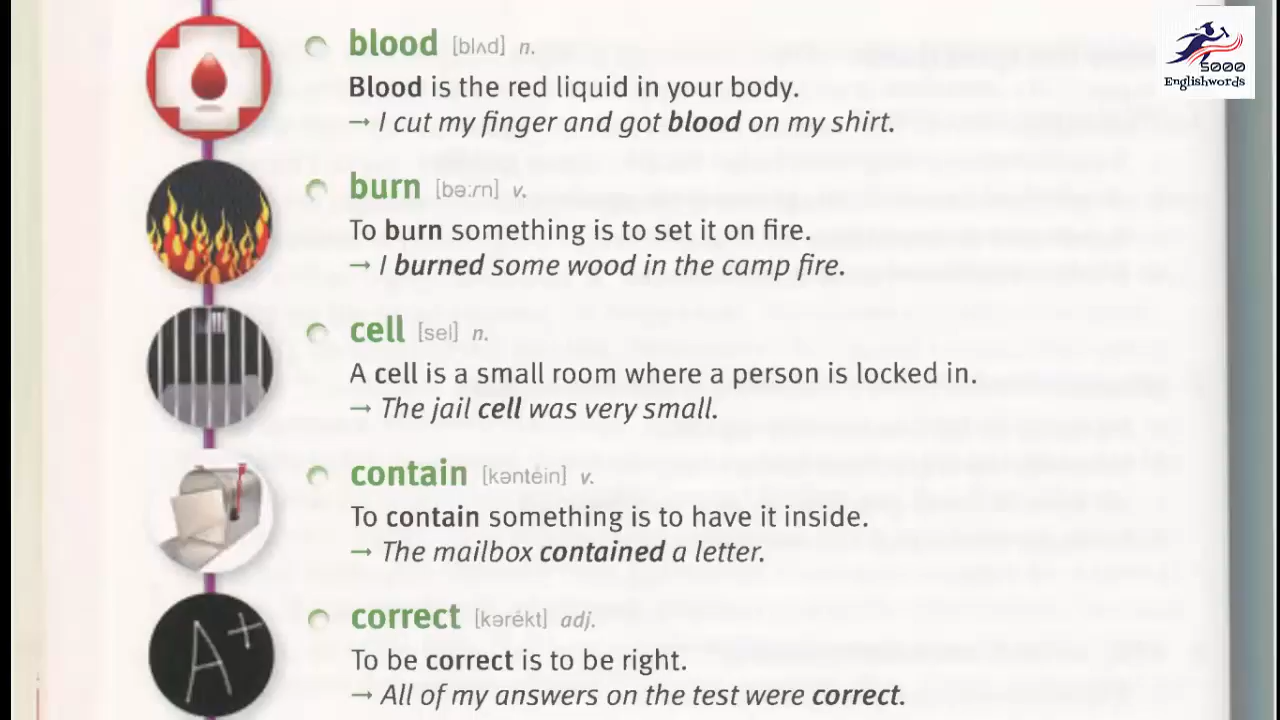 5000
Englishwords
blood [blʌd] n.
Blood is the red liquid in your body.
→ I cut my finger and got blood on my shirt.
burn [bəːrn] v.
To burn something is to set it on fire.
→ I burned some wood in the camp fire.
cell [sel] n.
A cell is a small room where a person is locked in.
→ The jail cell was very small.
contain [kəntéin] v.
To contain something is to have it inside.
→ The mailbox contained a letter.
A+
correct [kərékt] adj.
To be correct is to be right.
→ All of my answers on the test were correct.